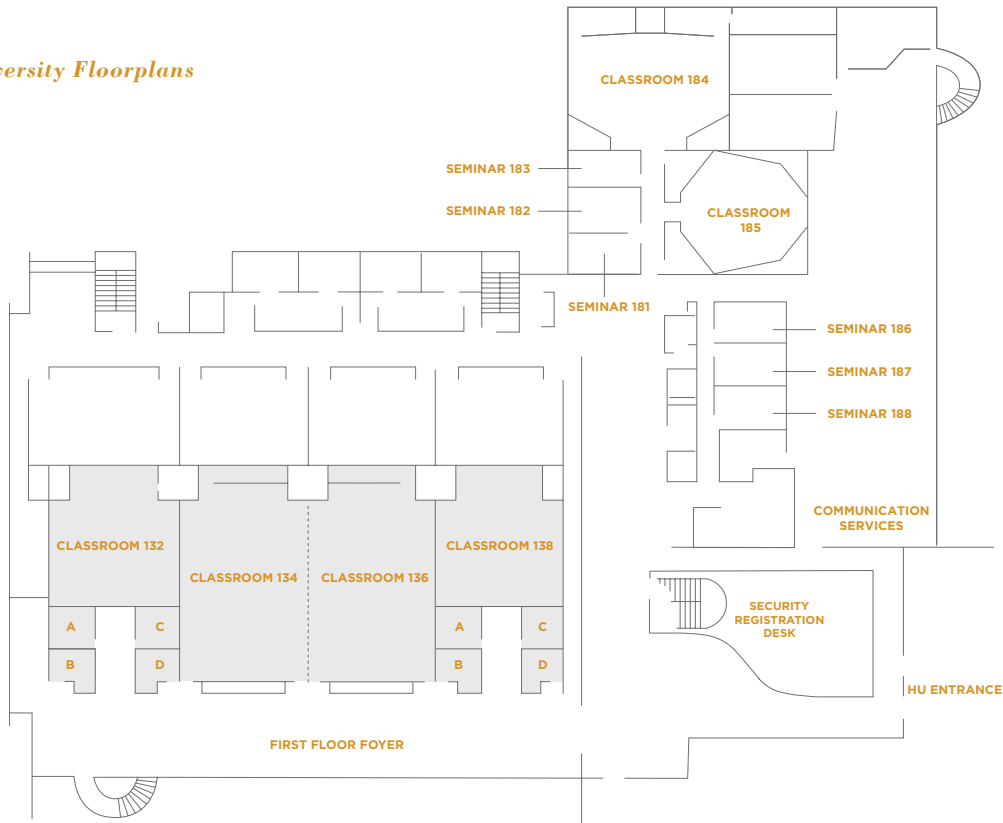 versity Floorplans
CLASSROOM 184
SEMINAR 183
SEMINAR 182
CLASSROOM
185
SEMINAR 181
SEMINAR 186
SEMINAR 187
SEMINAR 188
COMMUNICATION
SERVICES
CLASSROOM 132
CLASSROOM 138
CLASSROOM 134
CLASSROOM 136
SECURITY
REGISTRATION
DESK
A
C
A
C
B
D
B
D
HU ENTRANCE
FIRST FLOOR FOYER